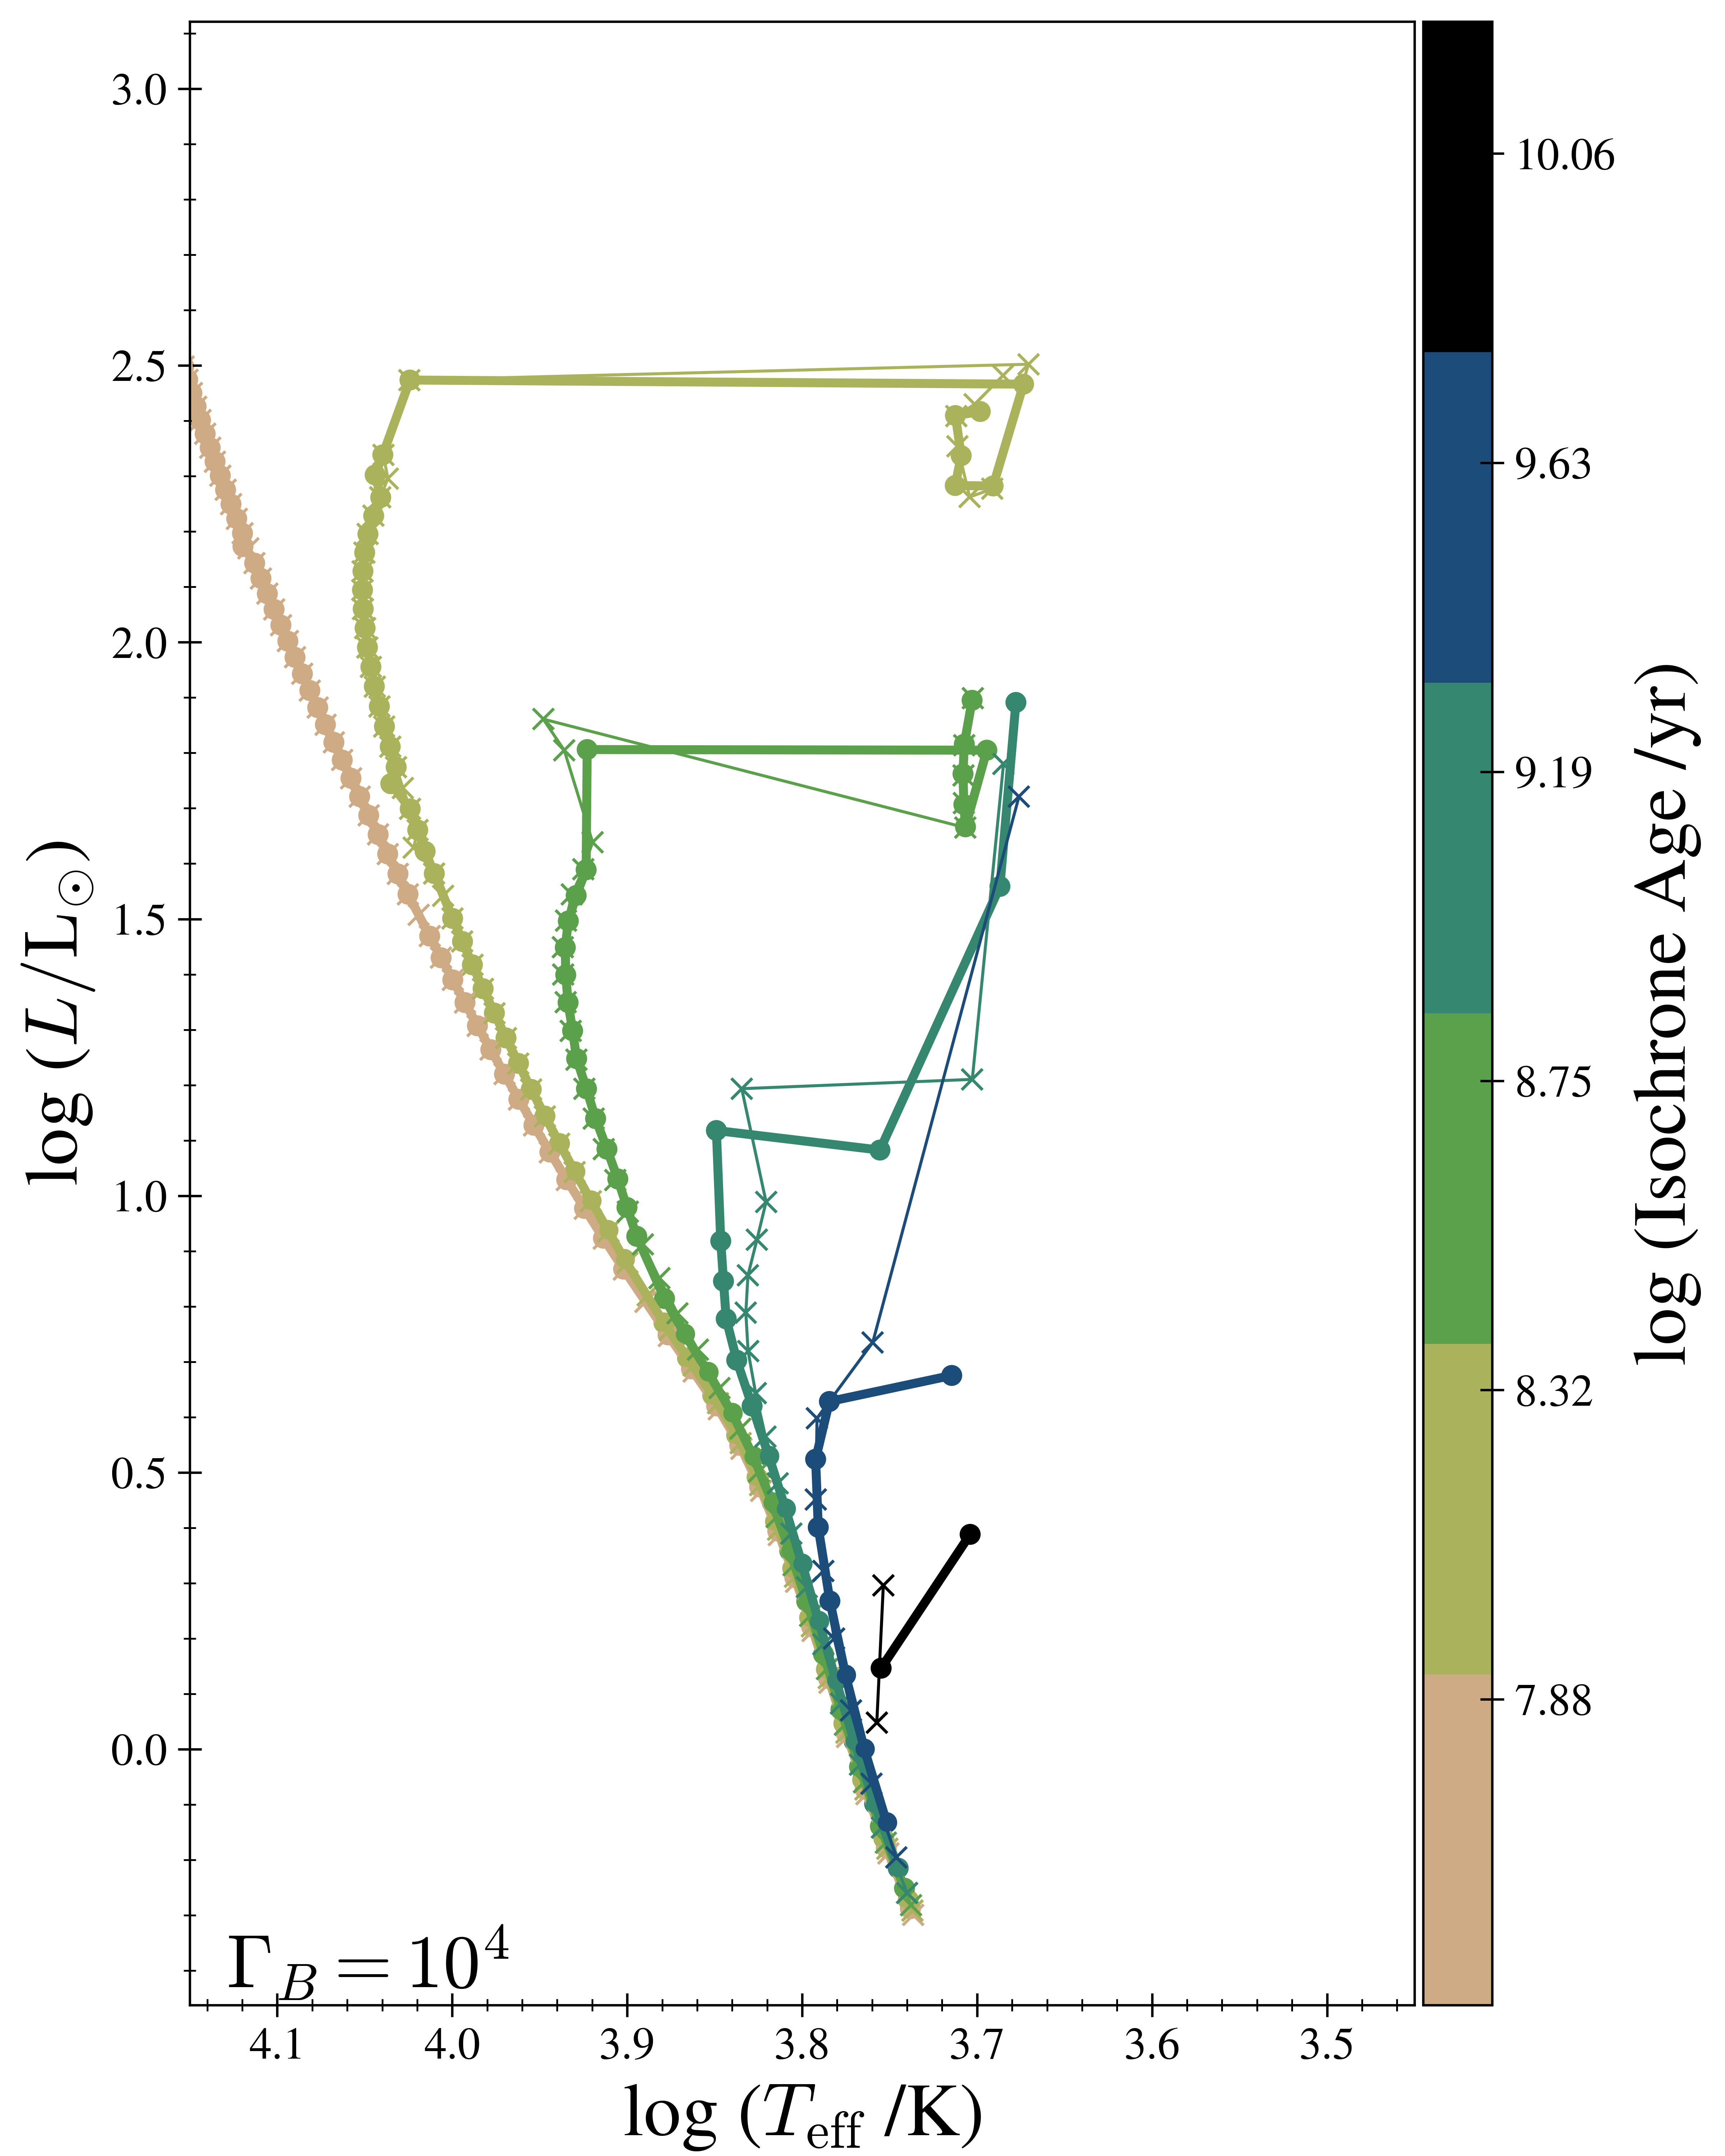 3.0
2.5
2.0
1.5
1.0
0.5
0.0
log (L//L☉)
4.1 4.0 3.9 3.8 3.7 3.6 3.5
log (T_eff /K)
Γ_B = 10^4
10.06
9.63
9.19
8.75
8.32
7.88
log (Isochrone Age /yr)